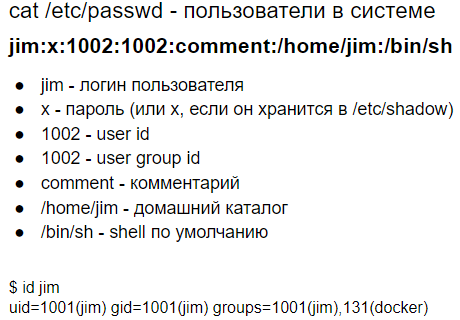 cat /etc/passwd - пользователи в системе
jim:x:1002:1002:comment:/home/jim:/bin/sh
● jim - логин пользователя
● x - пароль (или x, если он хранится в /etc/shadow)
● 1002 - user id
● 1002 - user group id
● comment - комментарий
● /home/jim - домашний каталог
● /bin/sh - shell по умолчанию
$ id jim
uid=1001(jim) gid=1001(jim) groups=1001(jim),131(docker)